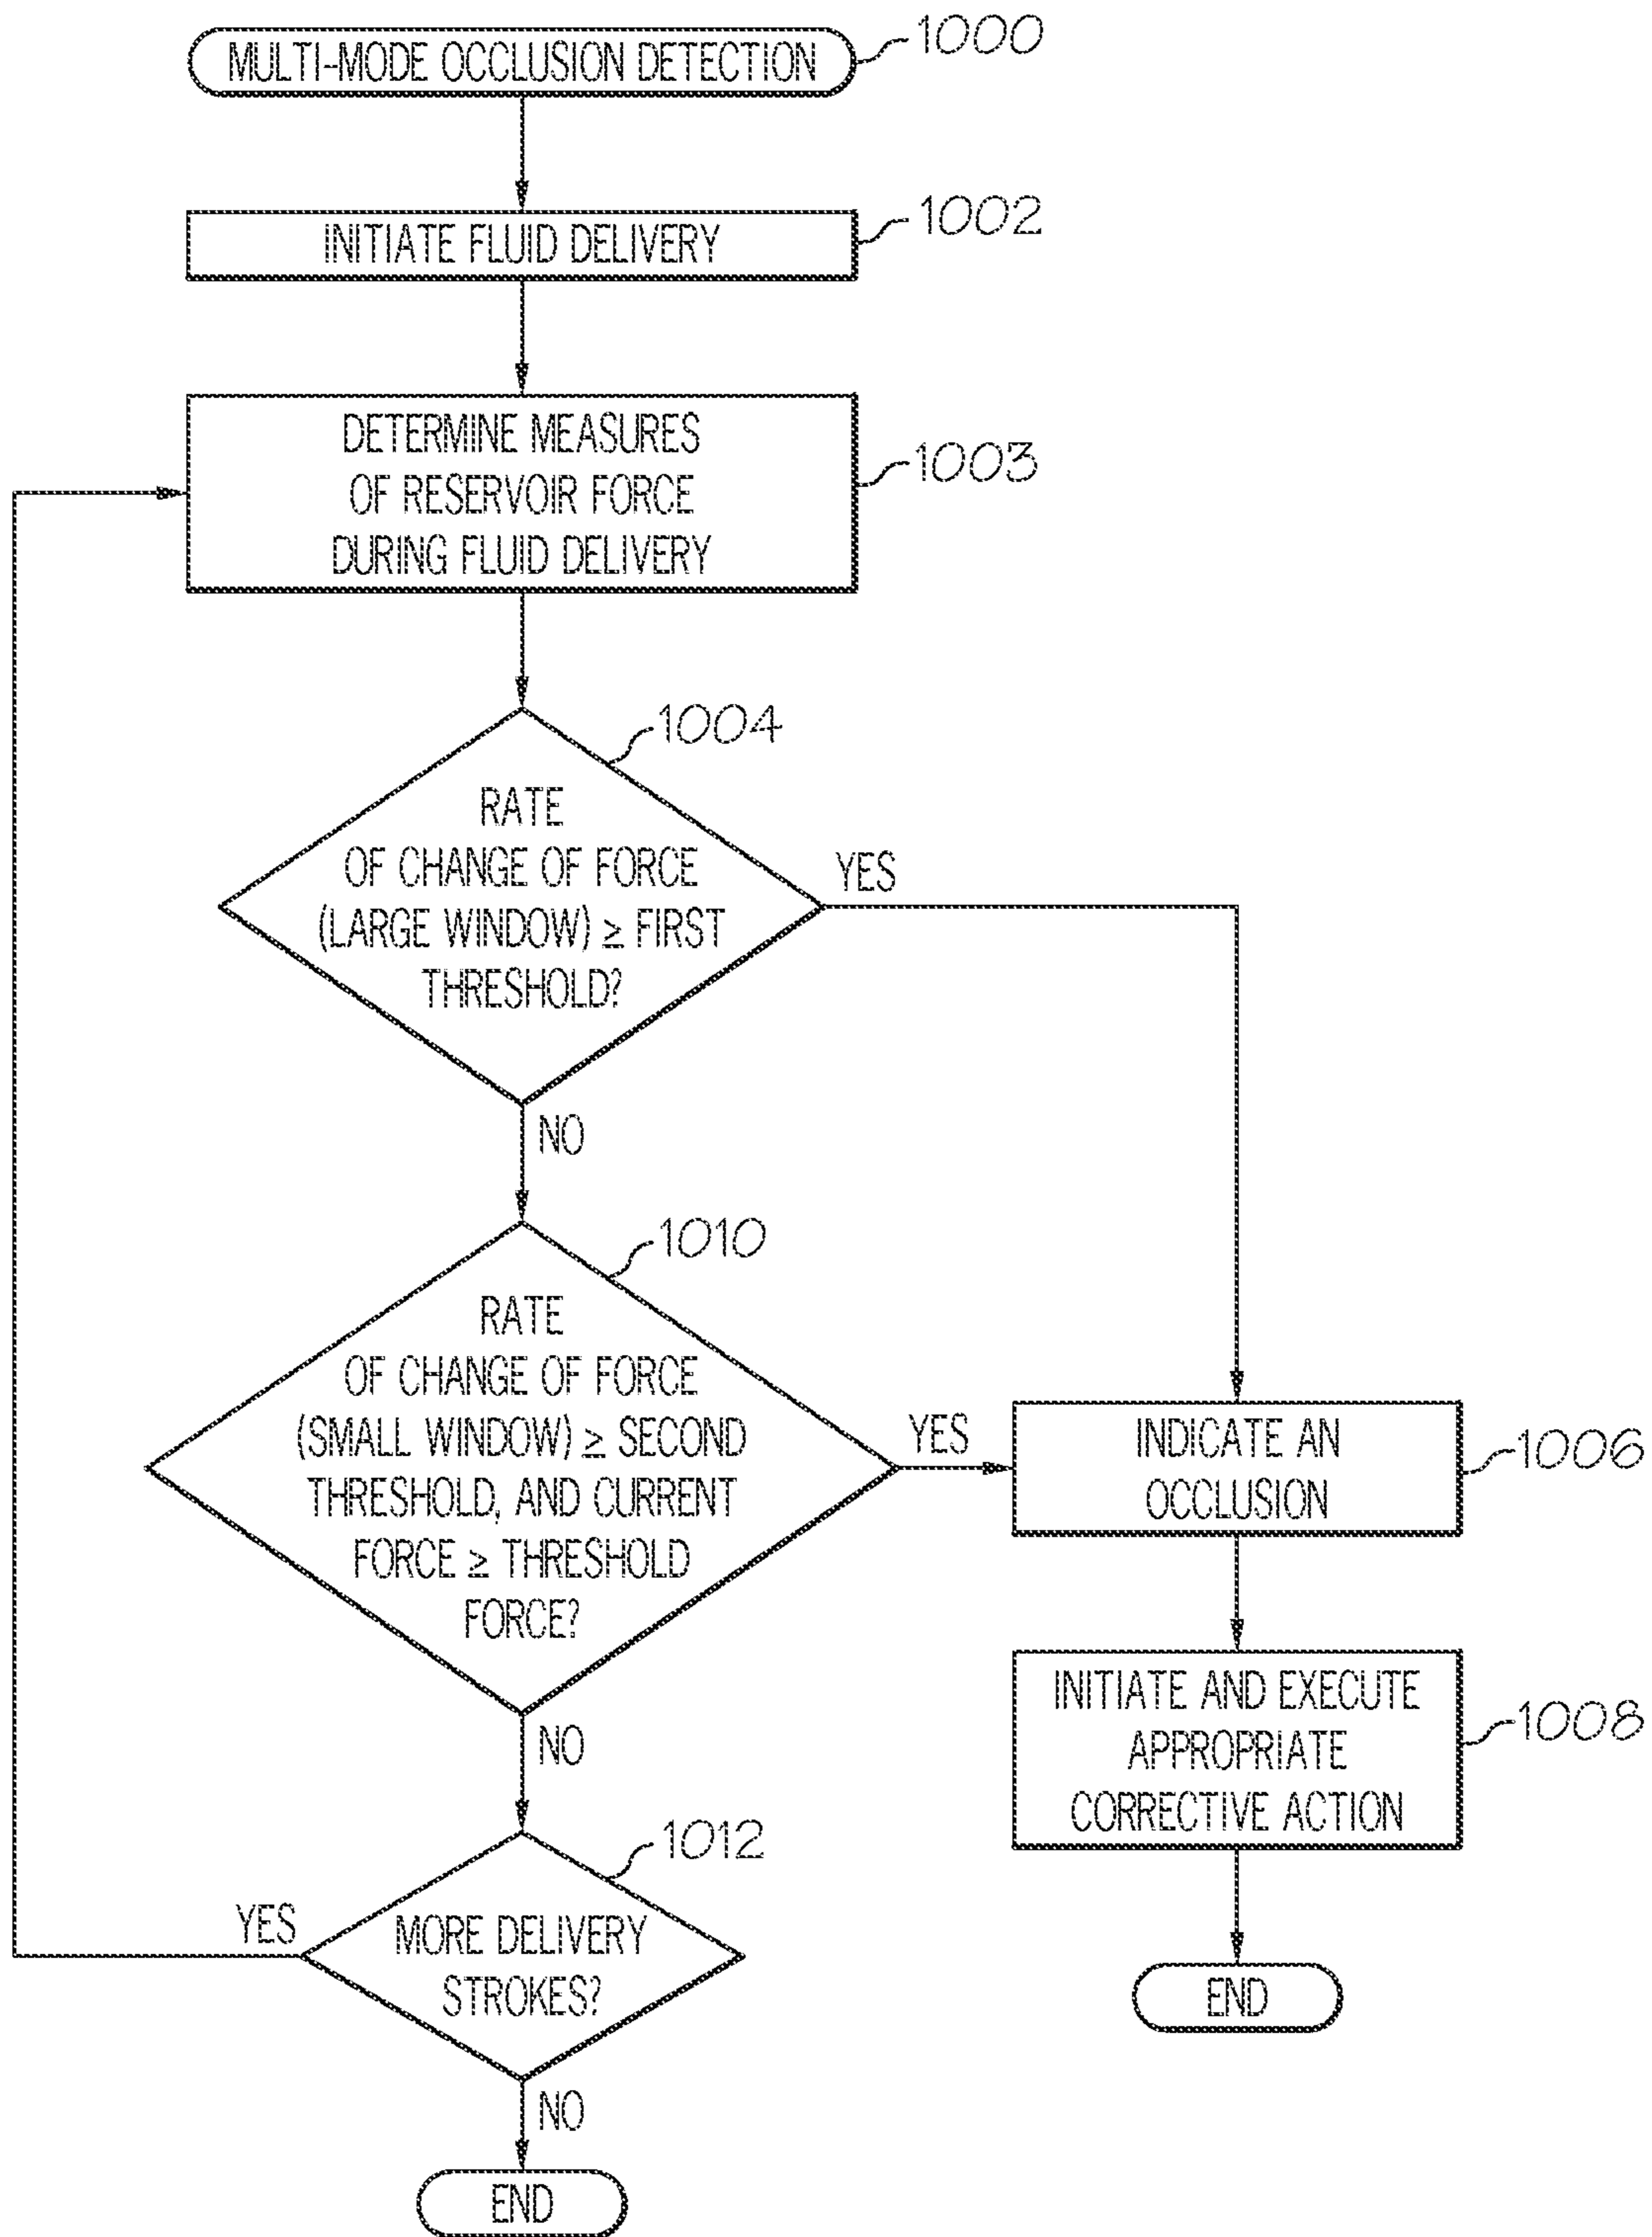 MULTI-MODE OCCLUSION DETECTION
1000
INITIATE FLUID DELIVERY
1002
DETERMINE MEASURES
OF RESERVOIR FORCE
DURING FLUID DELIVERY
1003
1004
RATE
OF CHANGE OF FORCE
(LARGE WINDOW) ≥ FIRST
THRESHOLD?
YES
NO
1010
RATE
OF CHANGE OF FORCE
(SMALL WINDOW) ≥ SECOND
THRESHOLD, AND CURRENT
FORCE ≥ THRESHOLD
FORCE?
YES
NO
INDICATE AN
OCCLUSION
1006
INITIATE AND EXECUTE
APPROPRIATE
CORRECTIVE ACTION
1008
END
1012
MORE DELIVERY
STROKES?
YES
NO
END